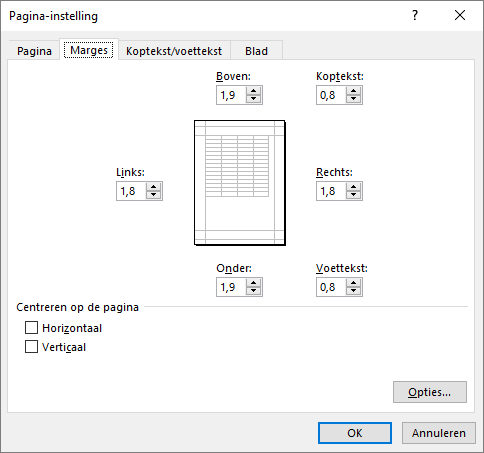 Pagina-instelling
Pagina Marges Koptekst/voettekst Blad
Boven: Koptekst:
1,9 0,8
Links: Rechts:
1,8 1,8
Onder: Voettekst:
1,9 0,8
Centreren op de pagina
Horizontaal
Verticaal
Opties...
OK Annuleren